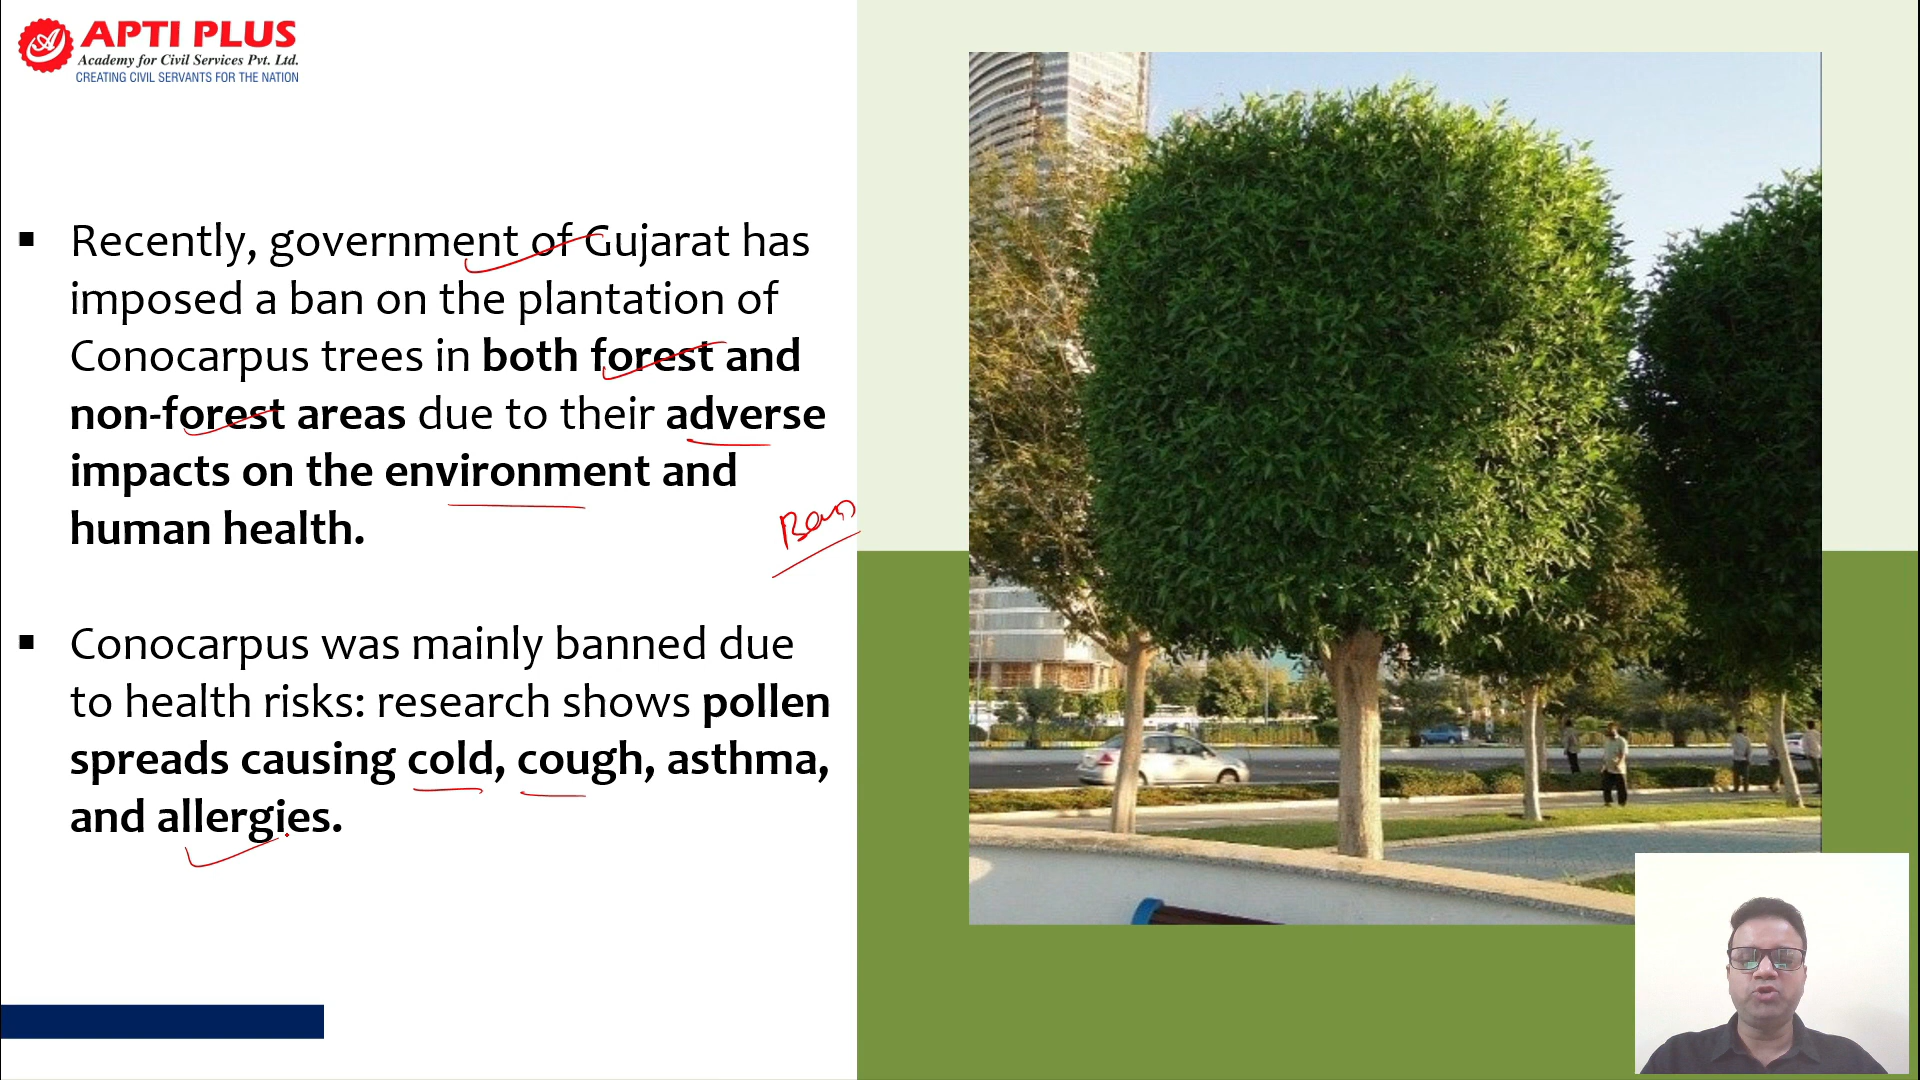 APTI PLUS
Academy for Civil Services Pvt. Ltd.
CREATING CIVIL SERVANTS FOR THE NATION
▪ Recently, government of Gujarat has
imposed a ban on the plantation of
Conocarpus trees in both forest and
non-forest areas due to their adverse
impacts on the environment and
human health.
Ban
▪ Conocarpus was mainly banned due
to health risks: research shows pollen
spreads causing cold, cough, asthma,
and allergies.